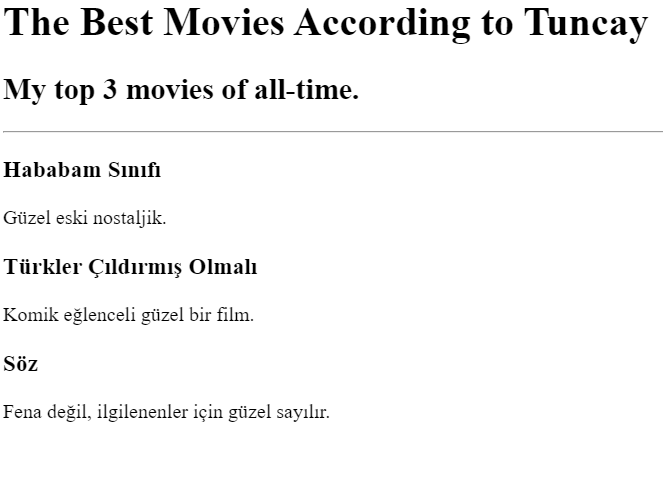 The Best Movies According to Tuncay
My top 3 movies of all-time.
Hababam Sınıfı
Güzel eski nostaljik.
Türkler Çıldırmış Olmalı
Komik eğlenceli güzel bir film.
Söz
Fena değil, ilgilenenler için güzel sayılır.